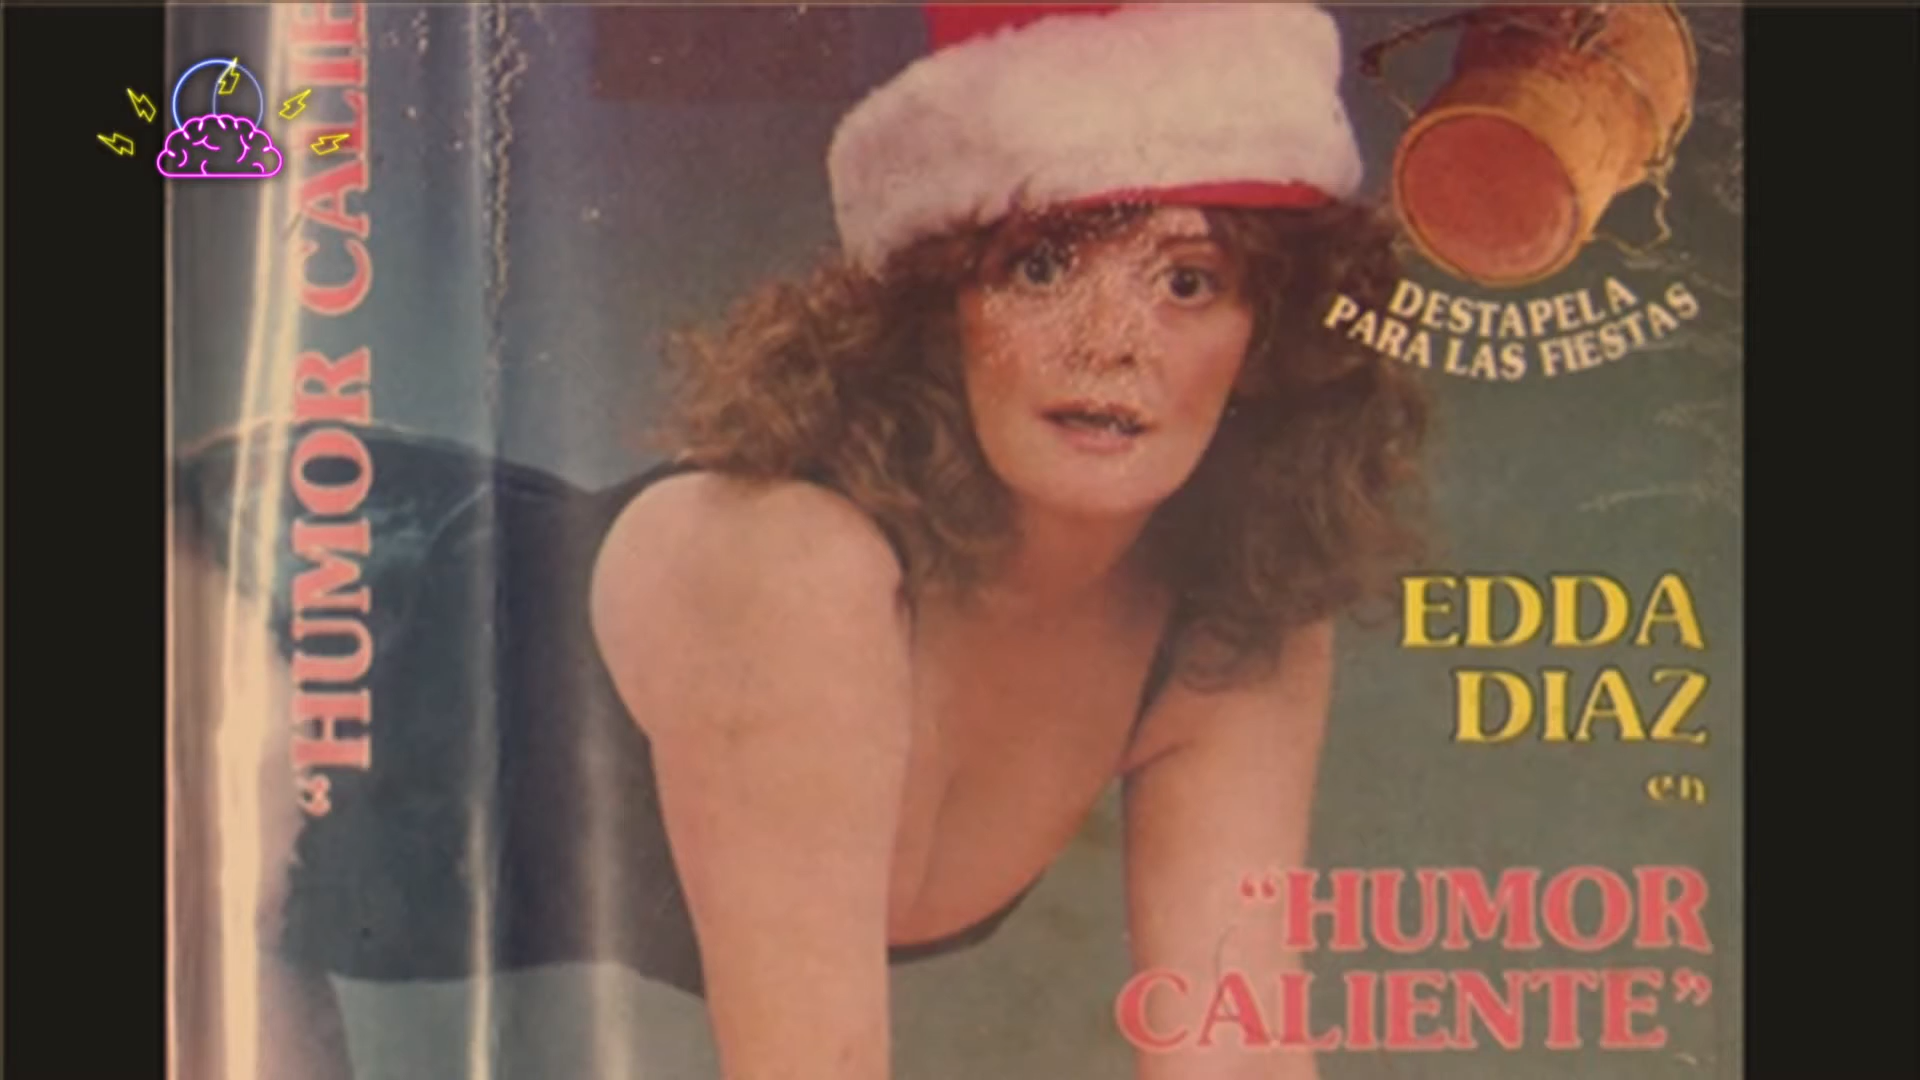 "HUMOR CALIE
DESTAPELA
PARA LAS FIESTAS
EDDA
DIAZ
en
"HUMOR
CALIENTE"